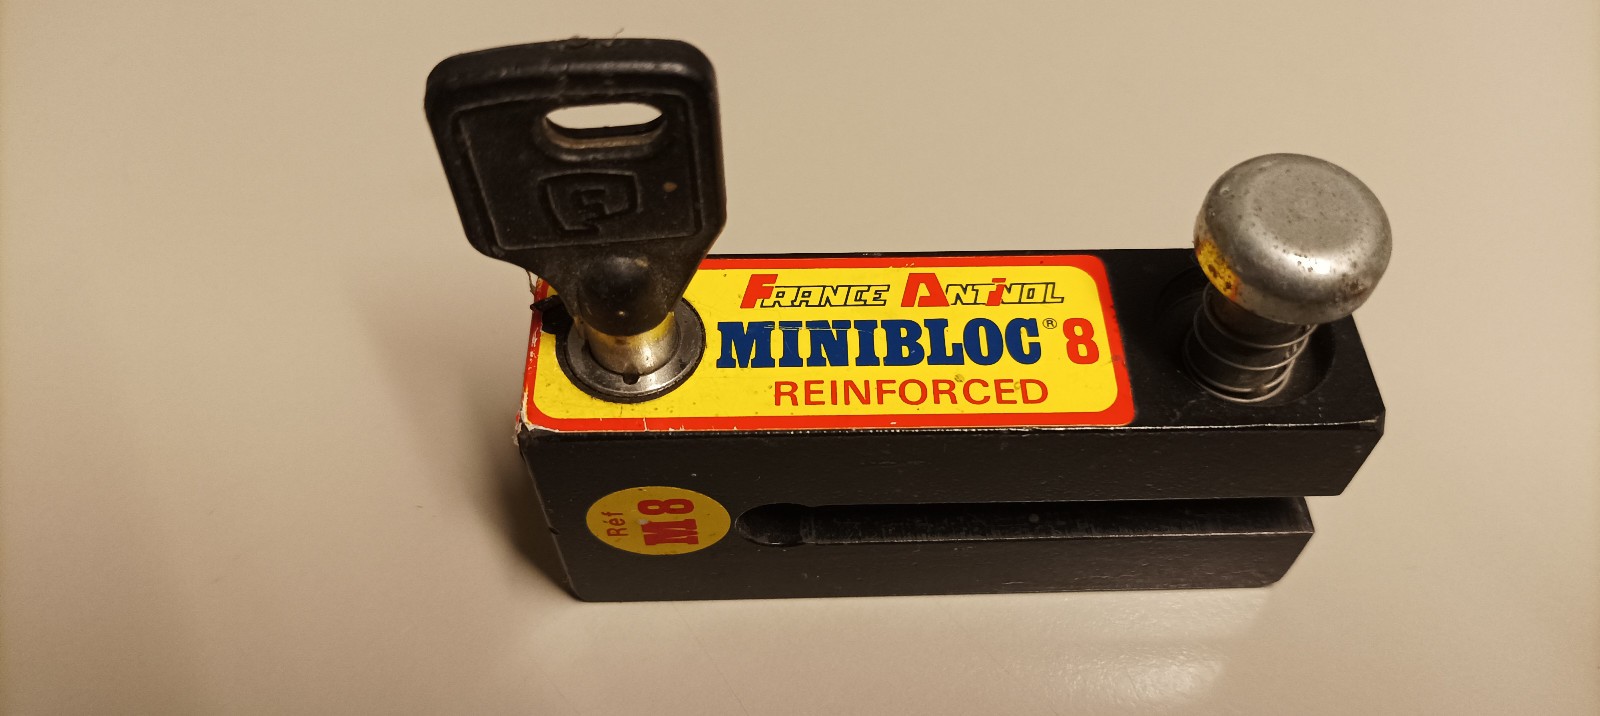 FRANCE ANTIVOL
MINIBLOC® 8
REINFORCED
Réf
M8